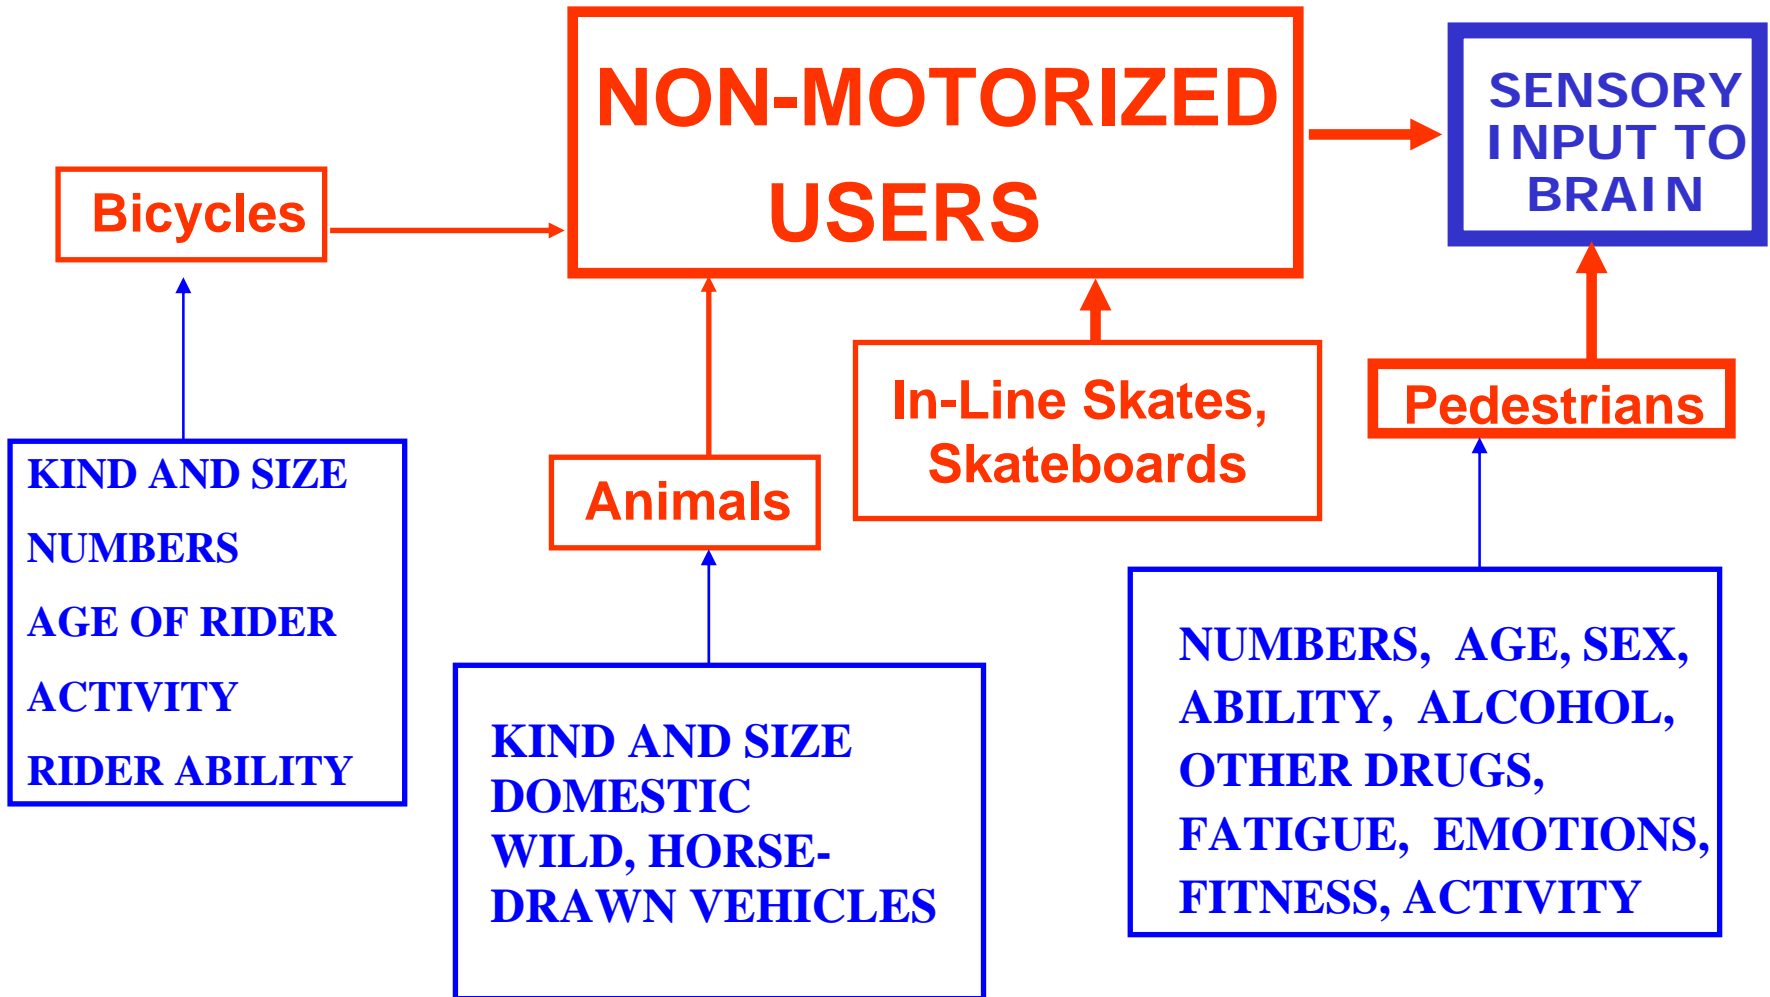 NON-MOTORIZED
USERS
SENSORY
INPUT TO
BRAIN
Bicycles
In-Line Skates,
Skateboards
Pedestrians
Animals
KIND AND SIZE
NUMBERS
AGE OF RIDER
ACTIVITY
RIDER ABILITY
KIND AND SIZE
DOMESTIC
WILD, HORSE-
DRAWN VEHICLES
NUMBERS, AGE, SEX,
ABILITY, ALCOHOL,
OTHER DRUGS,
FATIGUE, EMOTIONS,
FITNESS, ACTIVITY